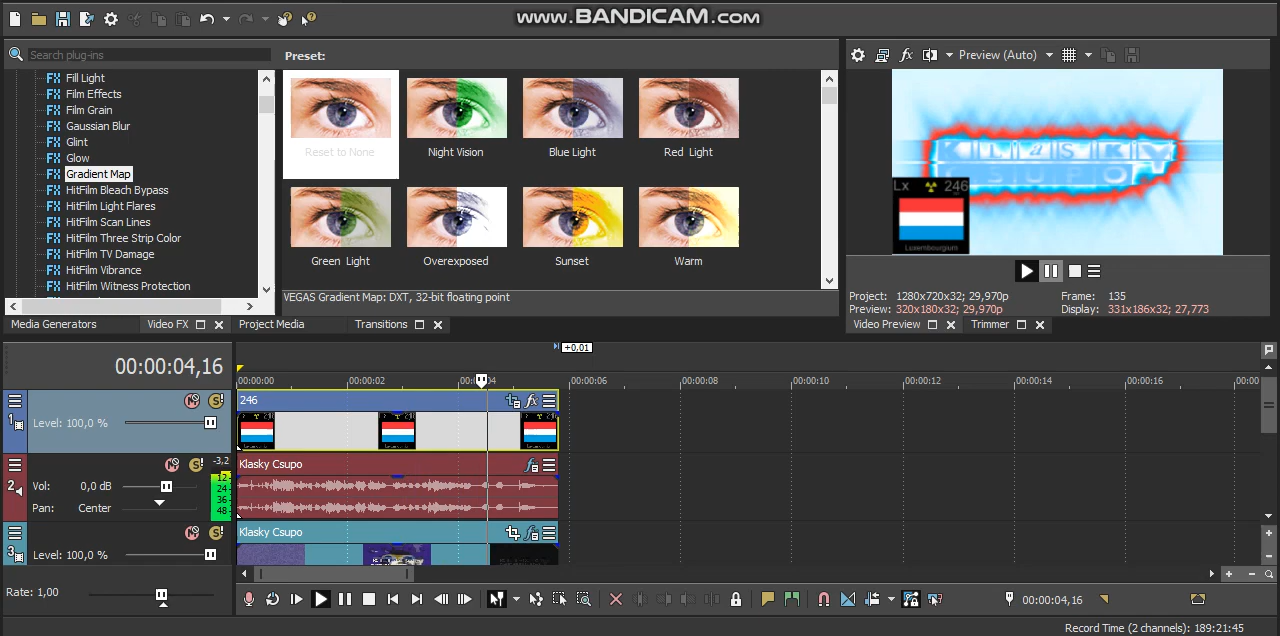 www.BANDICAM.com
Search plug-ins
Preset:
Preview (Auto)
Fill Light
Film Effects
Film Grain
Gaussian Blur
Glint
Glow
Gradient Map
HitFilm Bleach Bypass
HitFilm Light Flares
HitFilm Scan Lines
HitFilm Three Strip Color
HitFilm TV Damage
HitFilm Vibrance
HitFilm Witness Protection
Reset to None
Night Vision
Blue Light
Red Light
Green Light
Overexposed
Sunset
Warm
VEGAS Gradient Map: DXT, 32-bit floating point
KLaSKY
CSUPO
Lx 246
Luxembourgium
Project: 1280x720x32; 29,970p
Frame: 135
Preview: 320x180x32; 29,970p
Display: 331x186x32; 27,773
Media Generators
Video FX
Project Media
Transitions
Video Preview
Trimmer
+0,01
00:00:04,16
00:00:00
00:00:02
00:00:04
00:00:06
00:00:08
00:00:10
00:00:12
00:00:14
00:00:16
00:00
1
Level: 100,0 %
246
2
Vol: 0,0 dB
Pan: Center
-3,2
12
24
36
48
Klasky Csupo
3
Level: 100,0 %
Klasky Csupo
Rate: 1,00
00:00:04,16
Record Time (2 channels): 189:21:45